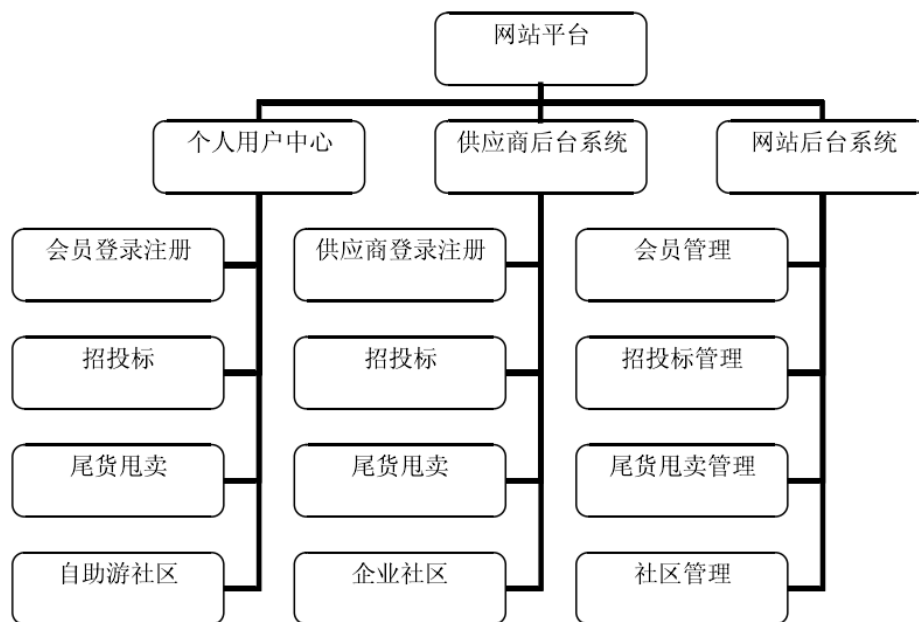 网站平台
个人用户中心
供应商后台系统
网站后台系统
会员登录注册
供应商登录注册
会员管理
招投标
招投标
招投标管理
尾货甩卖
尾货甩卖
尾货甩卖管理
自助游社区
企业社区
社区管理